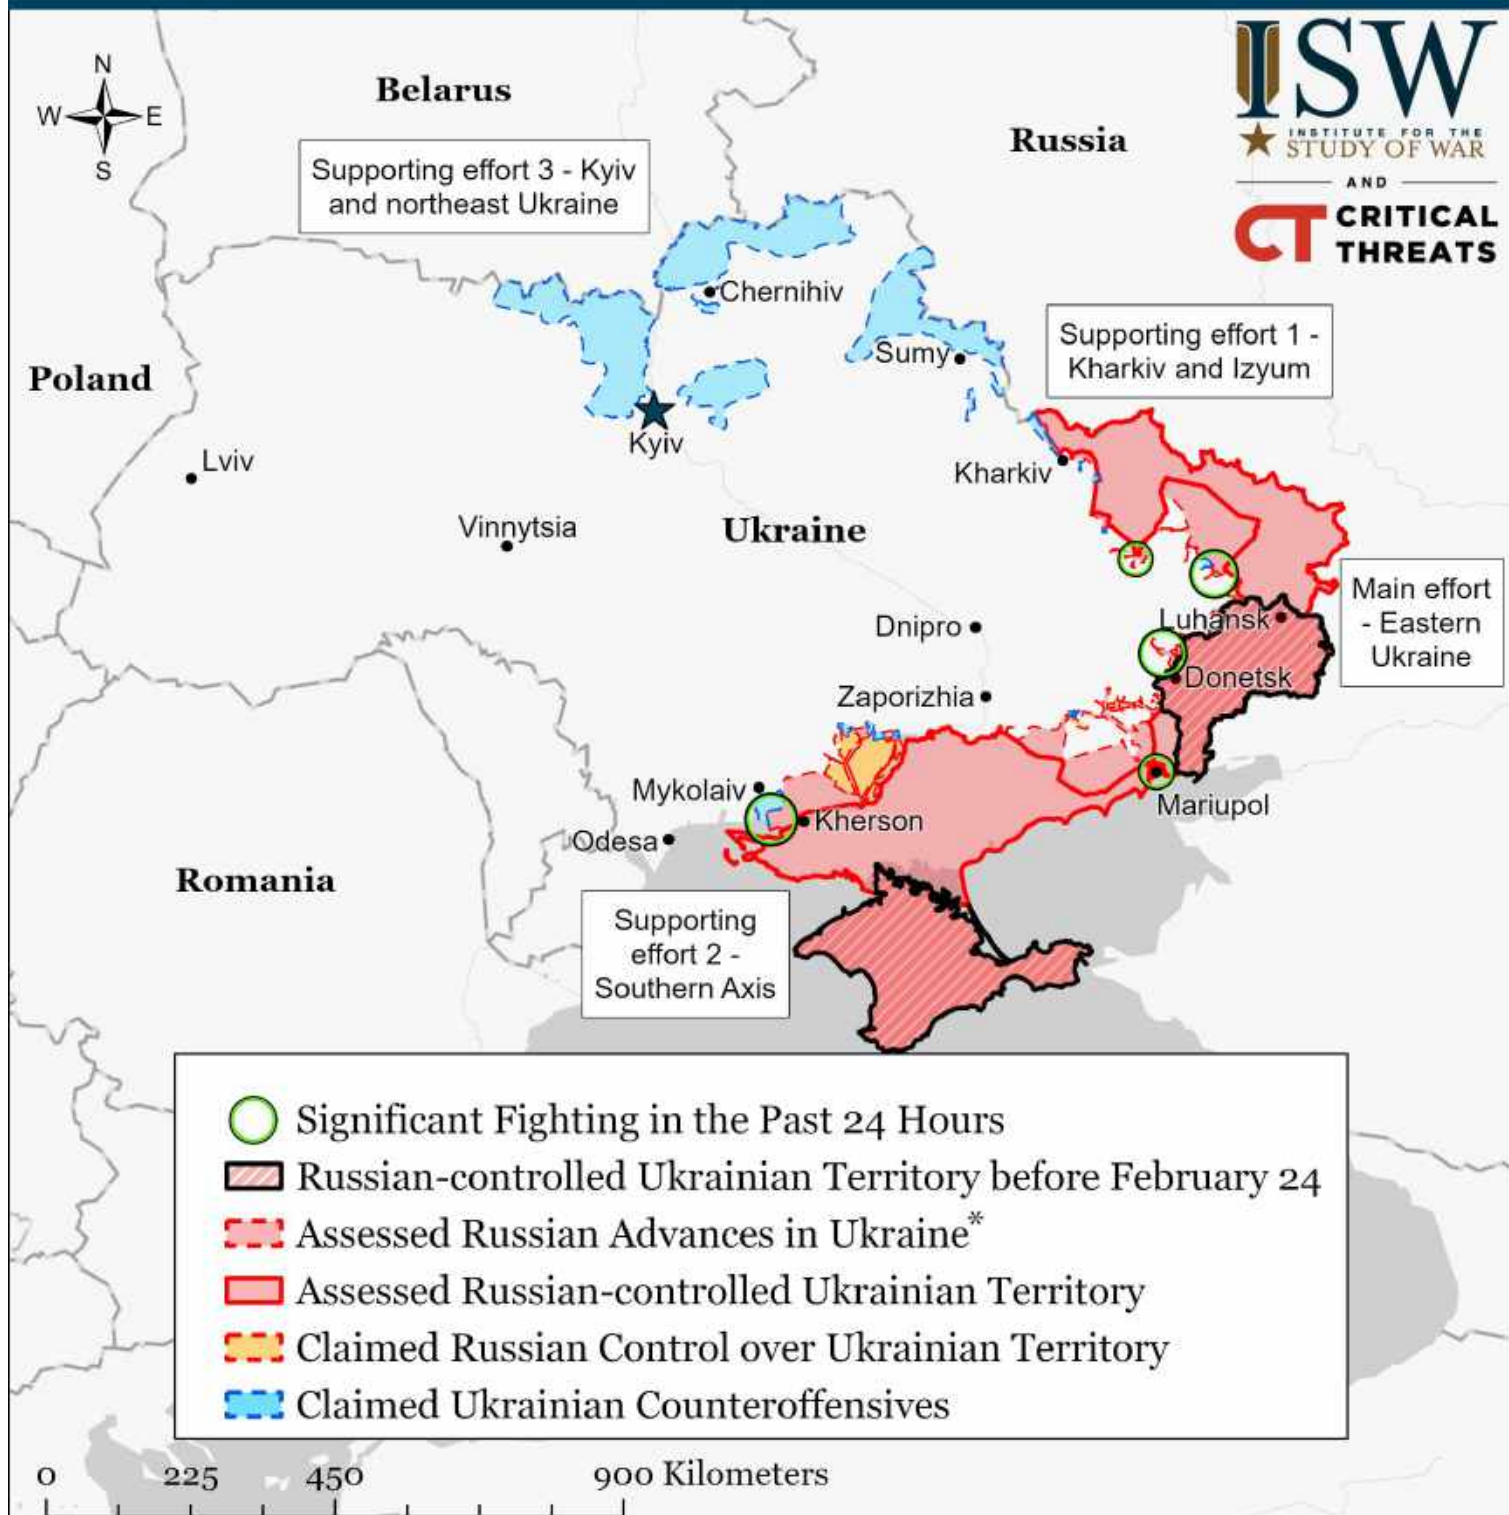 N
W
E
S
Belarus
Russia
ISW
INSTITUTE FOR THE
STUDY OF WAR
AND
CT CRITICAL
THREATS
Supporting effort 3 - Kyiv
and northeast Ukraine
Chernihiv
Sumy
Supporting effort 1 -
Kharkiv and Izyum
Poland
Kyiv
Lviv
Kharkiv
Vinnytsia
Ukraine
Main effort
- Eastern
Ukraine
Dnipro
Luhansk
Donetsk
Zaporizhia
Mykolaiv
Kherson
Mariupol
Odesa
Romania
Supporting
effort 2 -
Southern Axis
Significant Fighting in the Past 24 Hours
Russian-controlled Ukrainian Territory before February 24
Assessed Russian Advances in Ukraine*
Assessed Russian-controlled Ukrainian Territory
Claimed Russian Control over Ukrainian Territory
Claimed Ukrainian Counteroffensives
0 225 450 900 Kilometers